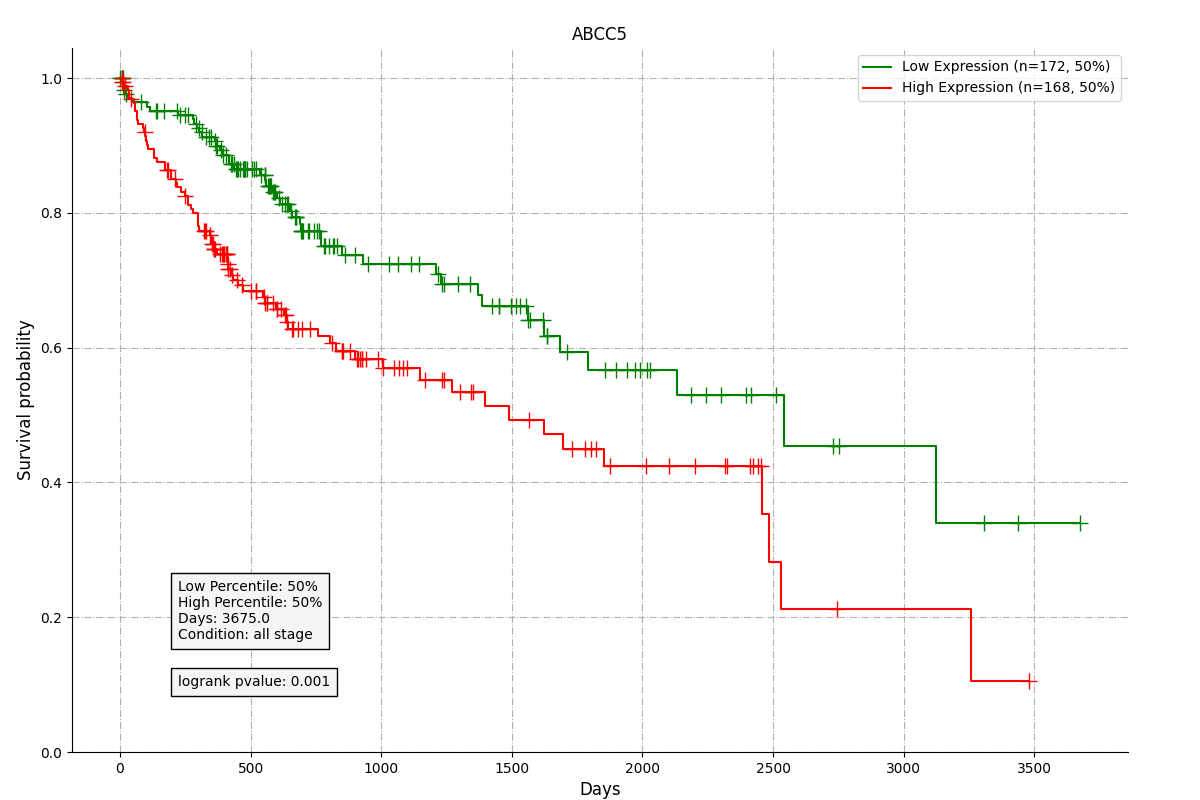 ABCC5
Low Expression (n=172, 50%)
High Expression (n=168, 50%)
Survival probability
1.0
0.8
0.6
0.4
0.2
0.0
Low Percentile: 50%
High Percentile: 50%
Days: 3675.0
Condition: all stage
logrank pvalue: 0.001
0 500 1000 1500 2000 2500 3000 3500
Days